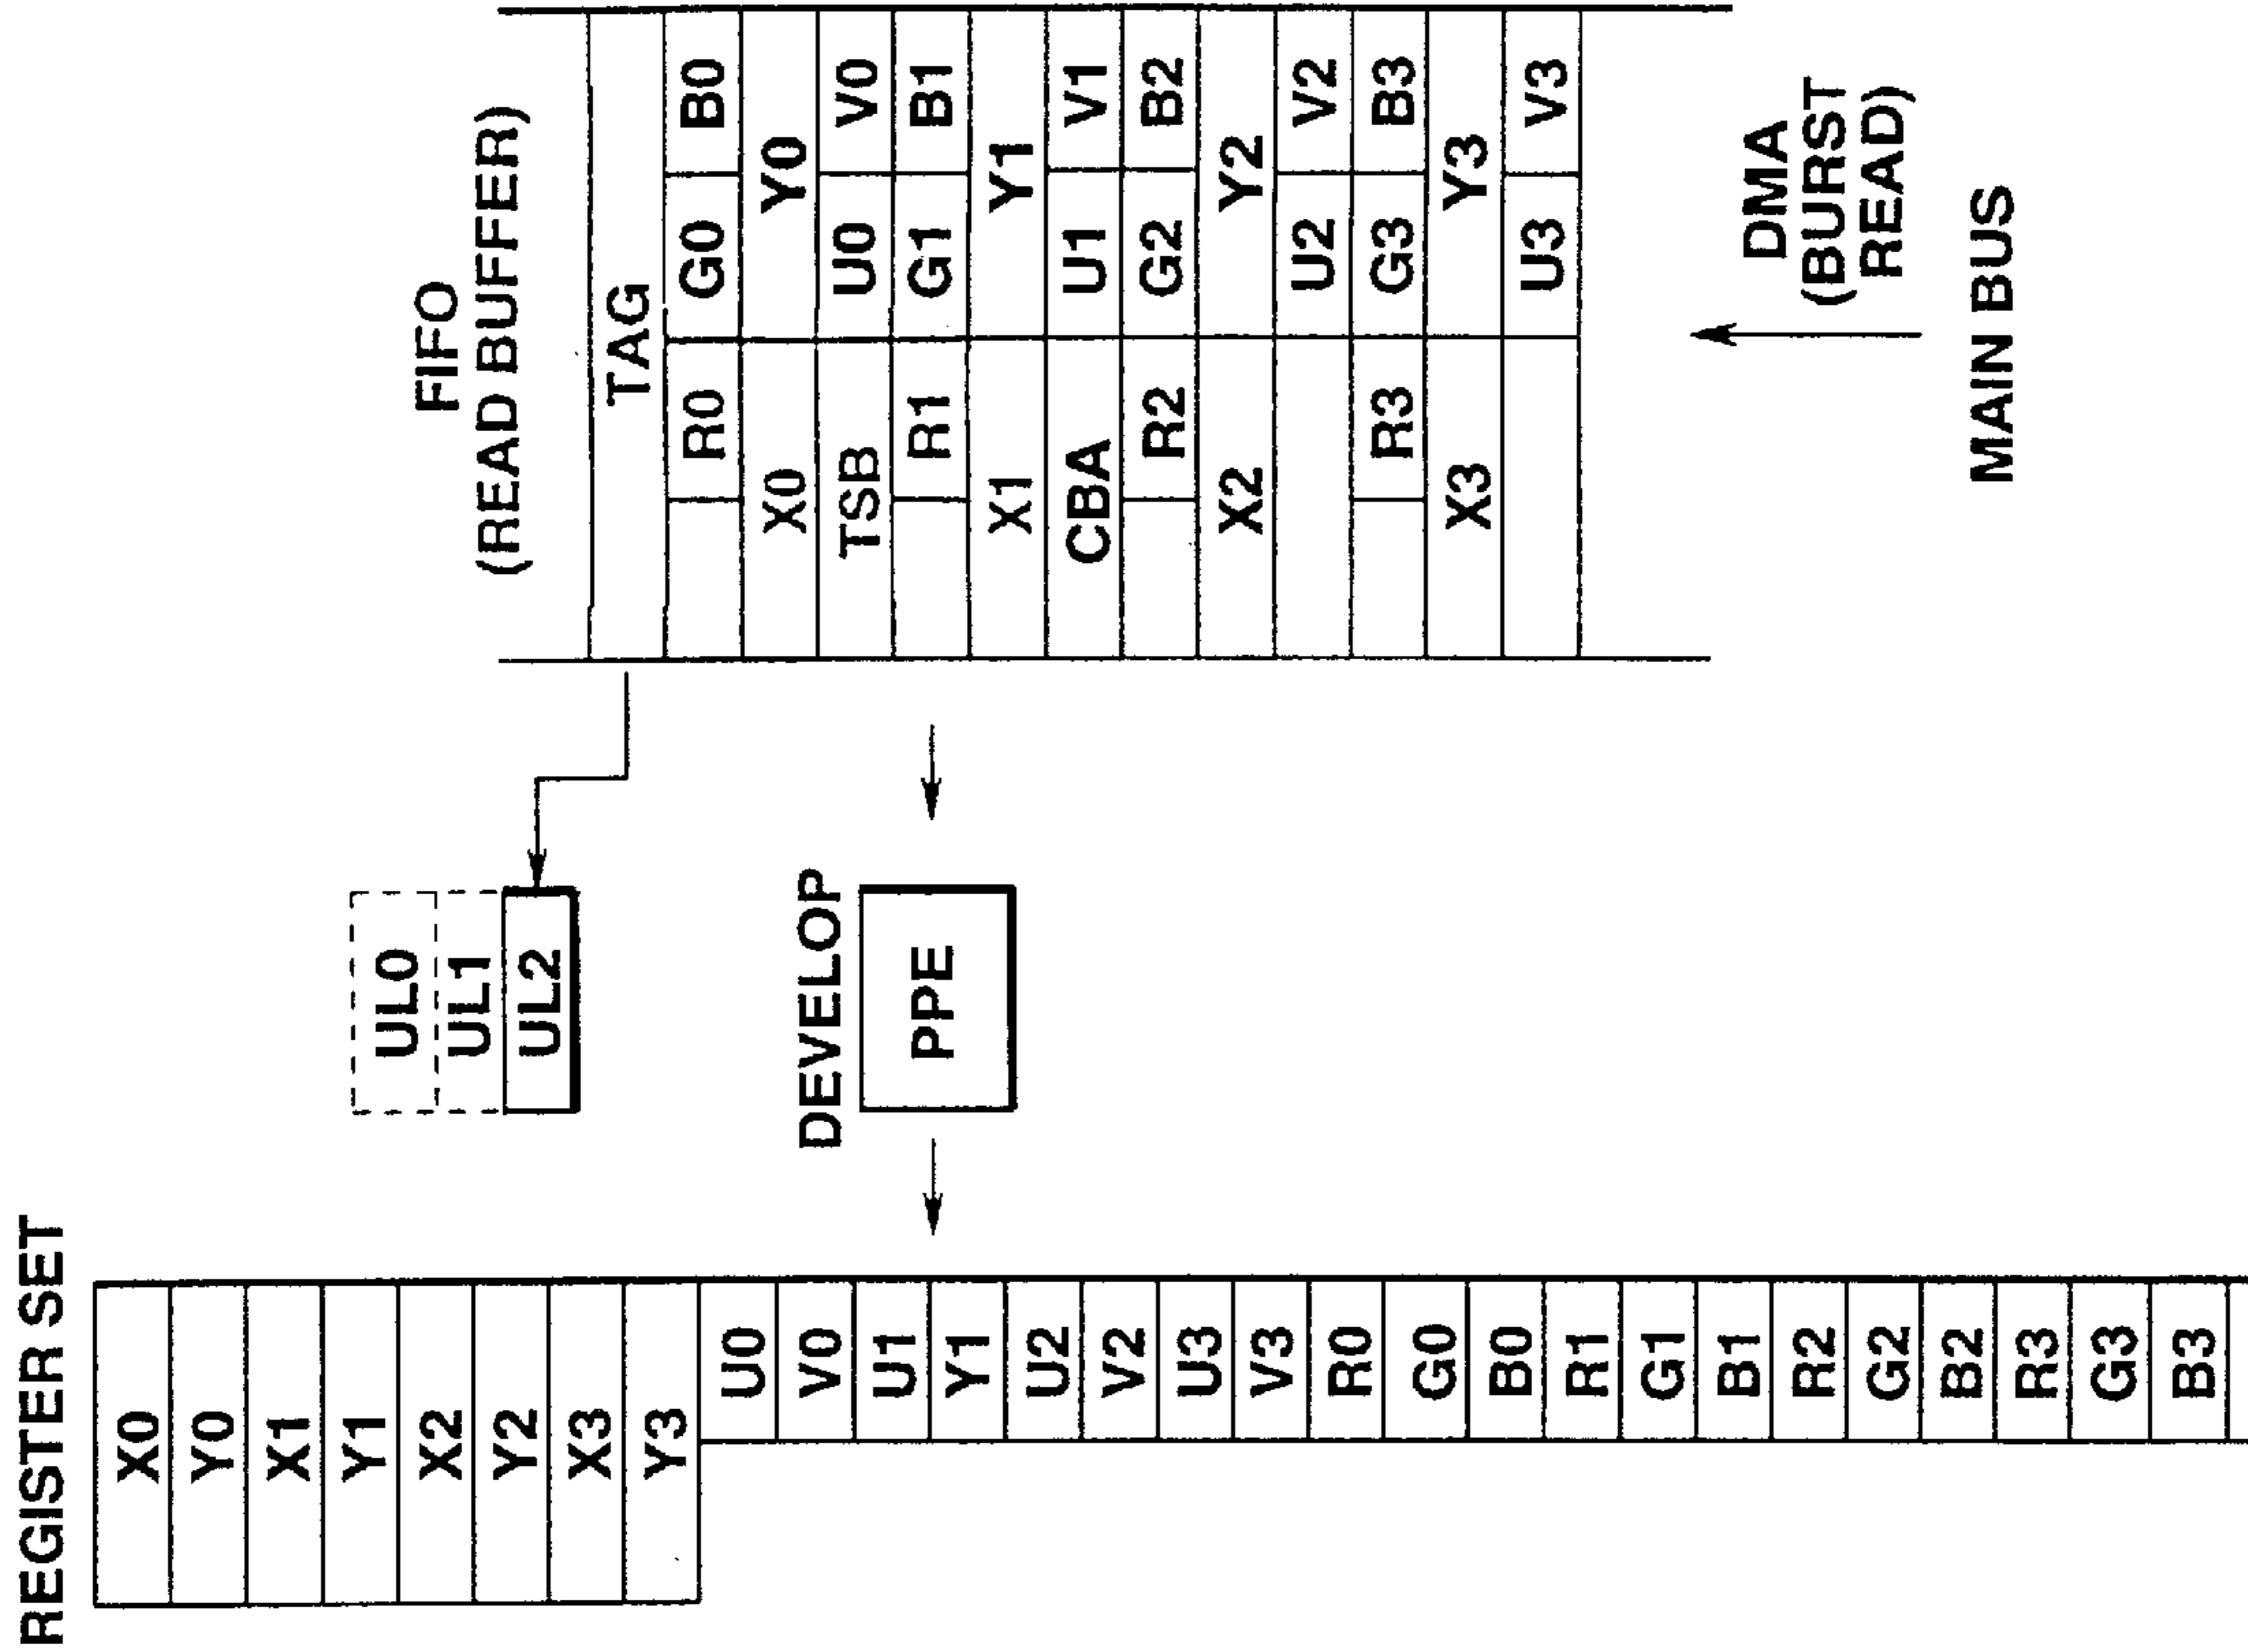 REGISTER SET
X0
Y0
X1
Y1
X2
Y2
X3
Y3
U0
V0
U1
Y1
U2
V2
U3
V3
R0
G0
B0
R1
G1
B1
R2
G2
B2
R3
G3
B3
UL0
UL1
UL2
DEVELOP
PPE
FIFO
(READ BUFFER)
TAG
R0 G0 B0
X0 Y0
TSB U0 V0
R1 G1 B1
X1 Y1
CBA U1 V1
R2 G2 B2
X2 Y2
U2 V2
R3 G3 B3
X3 Y3
U3 V3
DMA
(BURST
READ)
MAIN BUS